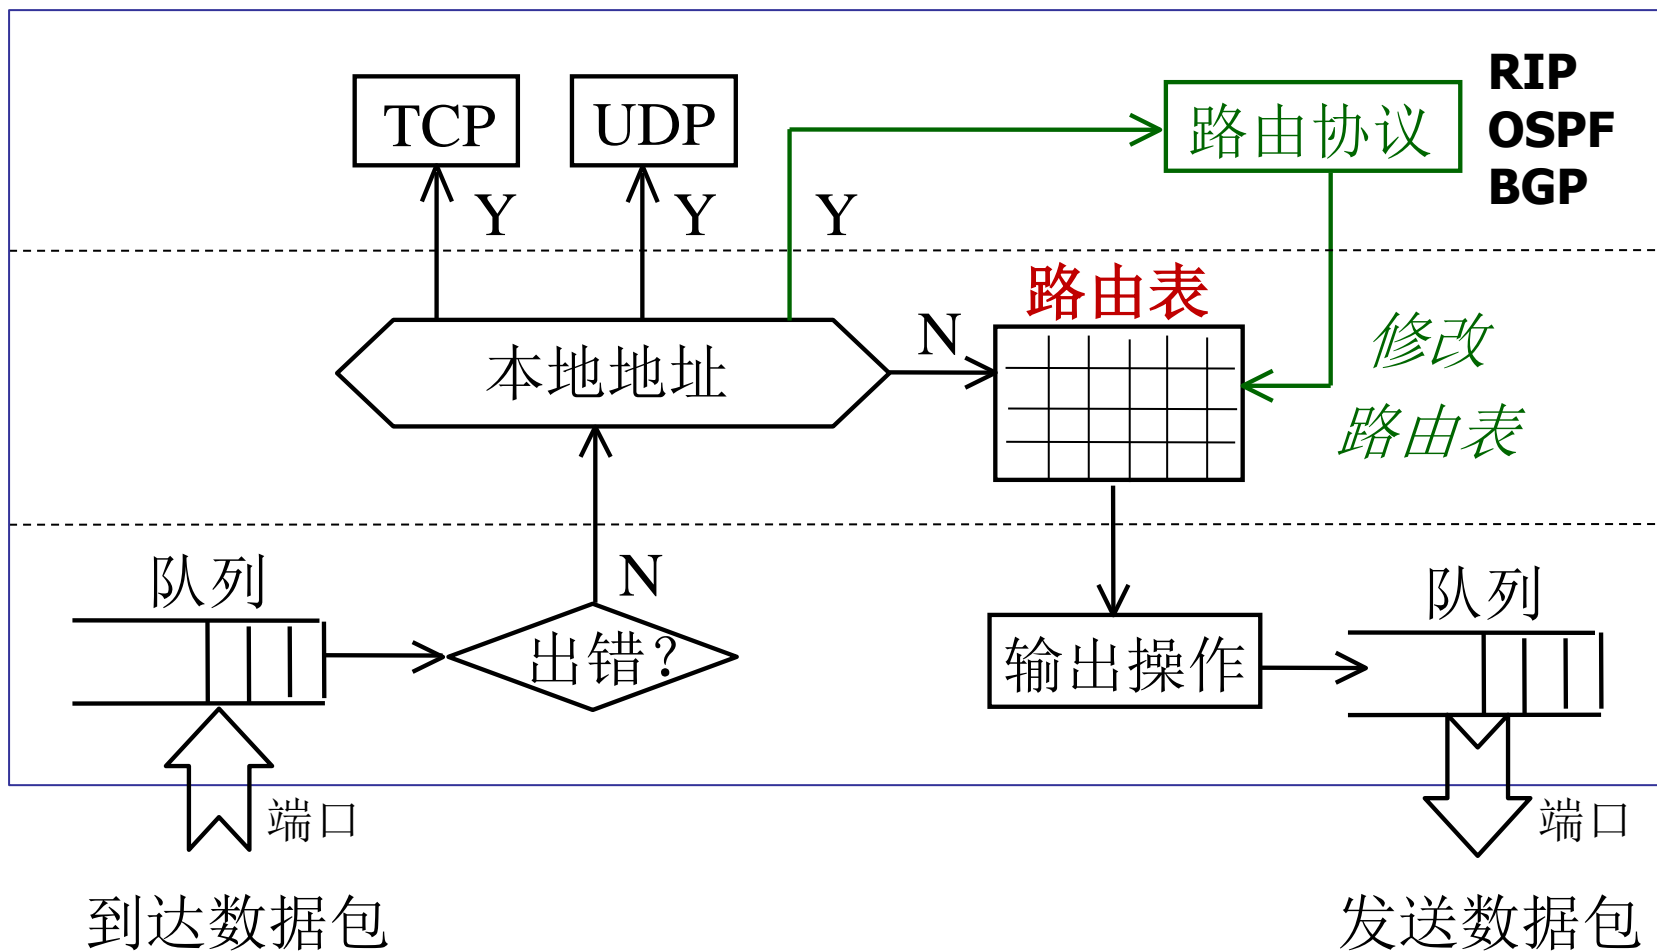 RIP
OSPF
BGP
TCP
UDP
路由协议
Y
Y
Y
路由表
N
本地地址
修改
路由表
队列
N
队列
出错?
输出操作
端口
端口
到达数据包
发送数据包